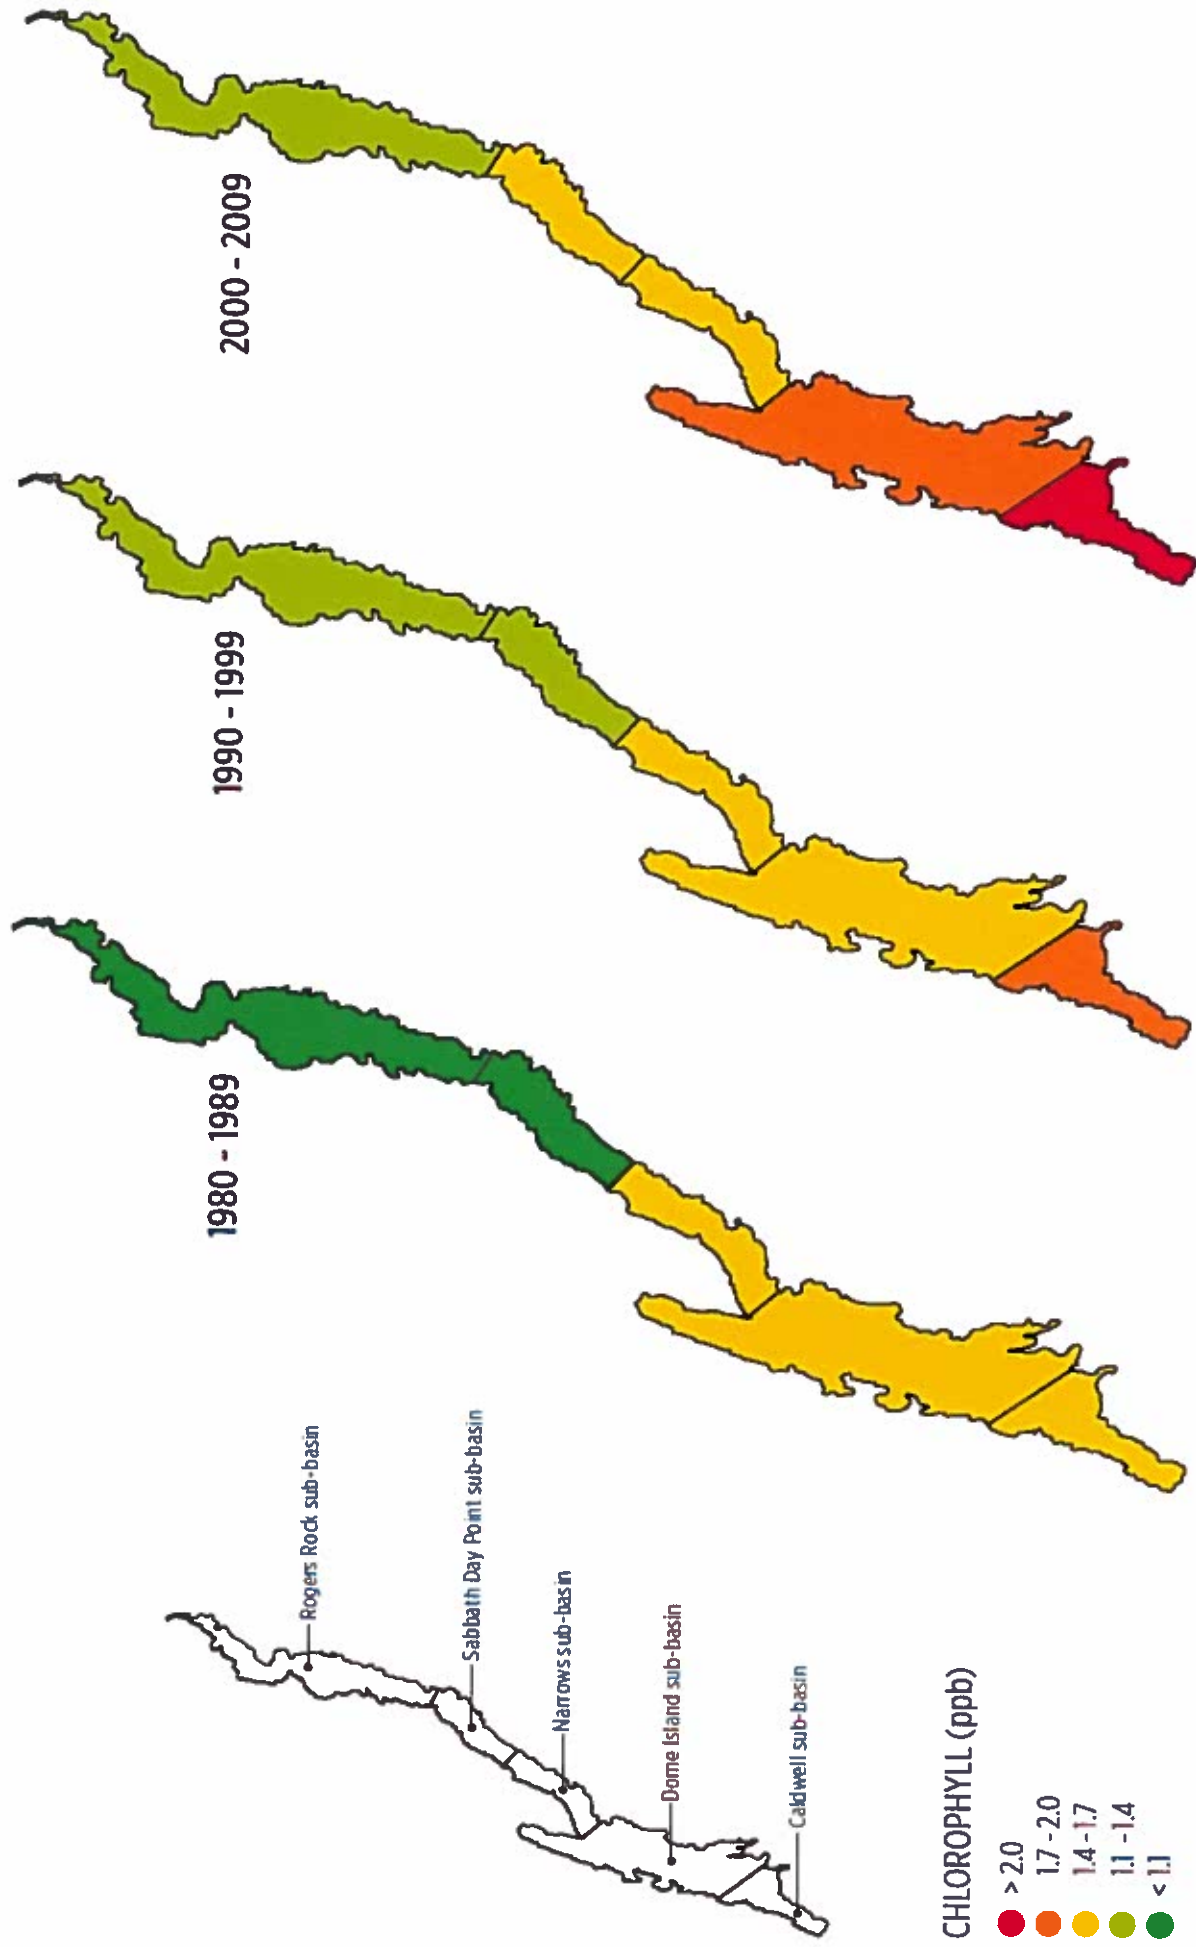 Rogers Rock sub-basin
Sabbath Day Point sub-basin
Narrows sub-basin
Dome Island sub-basin
Caldwell sub-basin
CHLOROPHYLL (ppb)
> 2.0
1.7 - 2.0
1.4 - 1.7
1.1 - 1.4
< 1.1
1980 - 1989
1990 - 1999
2000 - 2009